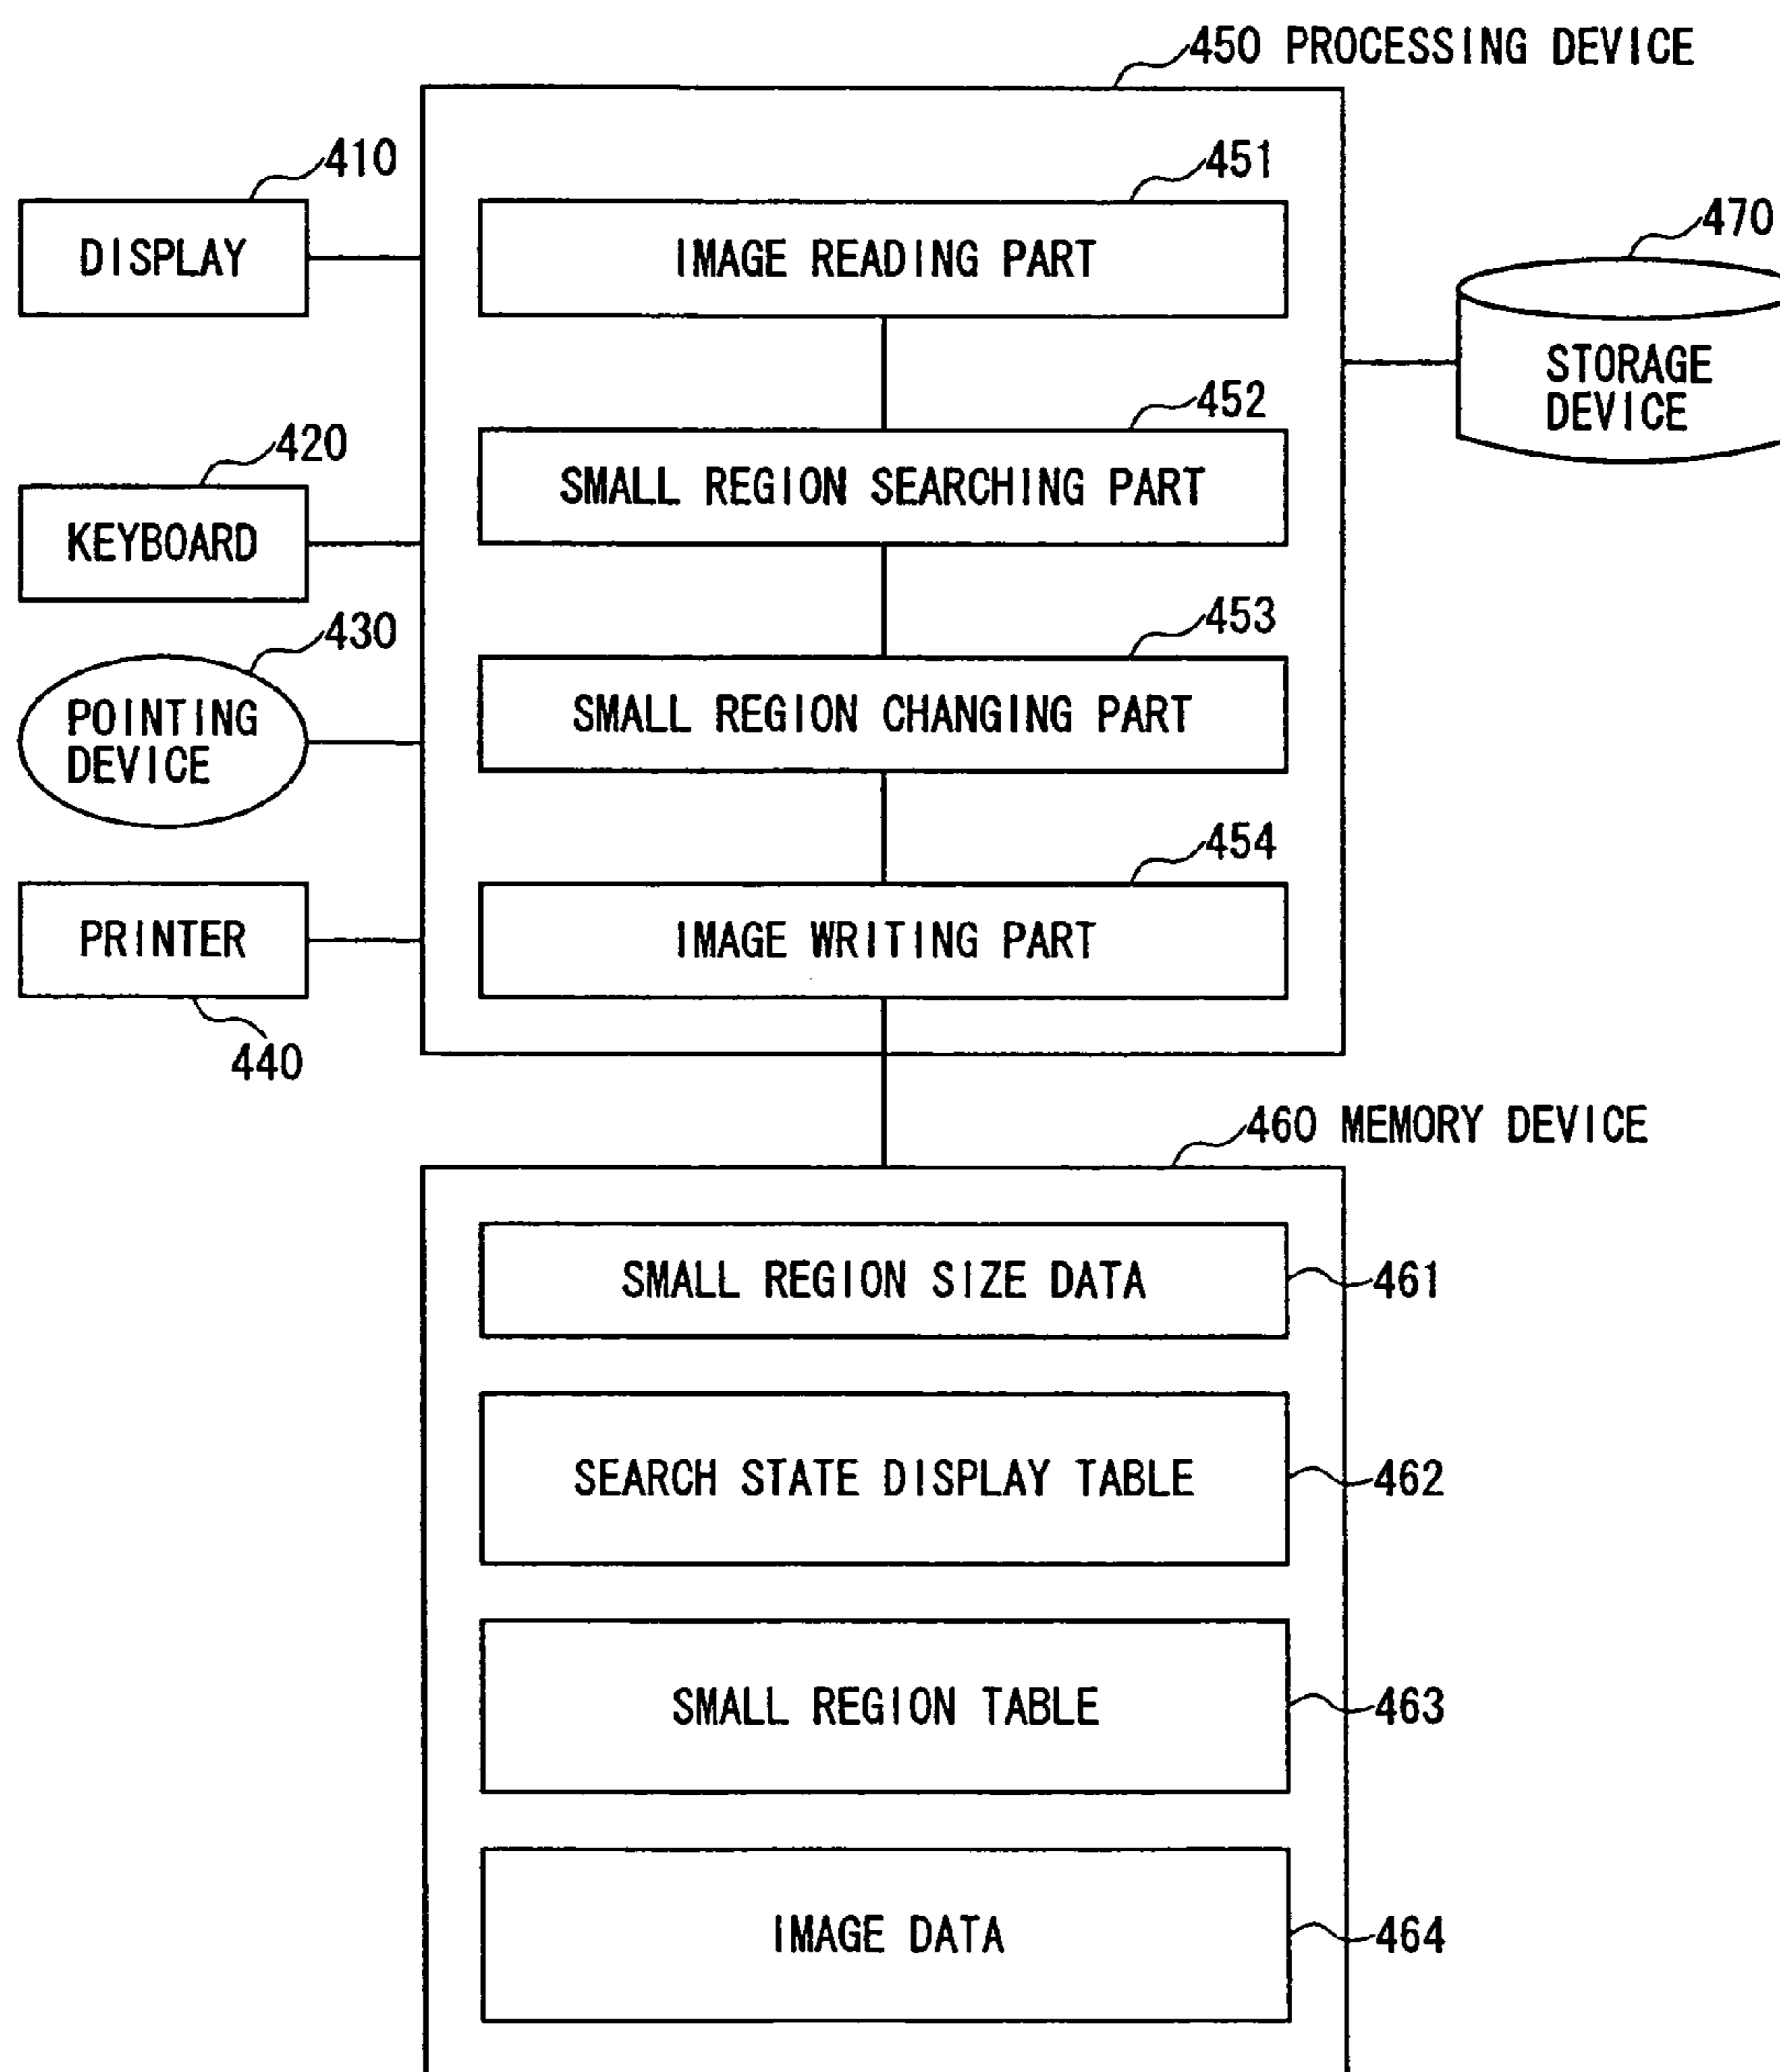 450 PROCESSING DEVICE
410
DISPLAY
451
IMAGE READING PART
470
STORAGE
DEVICE
452
SMALL REGION SEARCHING PART
420
KEYBOARD
453
SMALL REGION CHANGING PART
430
POINTING
DEVICE
454
IMAGE WRITING PART
PRINTER
440
460 MEMORY DEVICE
SMALL REGION SIZE DATA
461
SEARCH STATE DISPLAY TABLE
462
SMALL REGION TABLE
463
IMAGE DATA
464